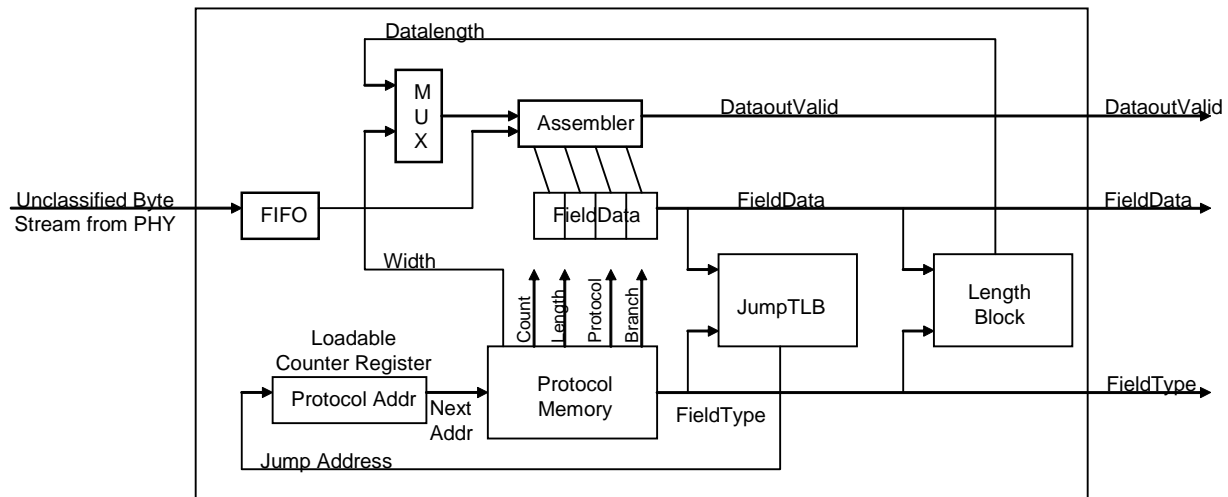 Datalength
M
U
X
DataoutValid
DataoutValid
Assembler
Unclassified Byte
Stream from PHY
FIFO
FieldData
FieldData
FieldData
Width
Count
Length
Protocol
Branch
JumpTLB
Length
Block
Loadable
Counter Register
Protocol Addr
Next
Addr
Protocol
Memory
FieldType
FieldType
Jump Address